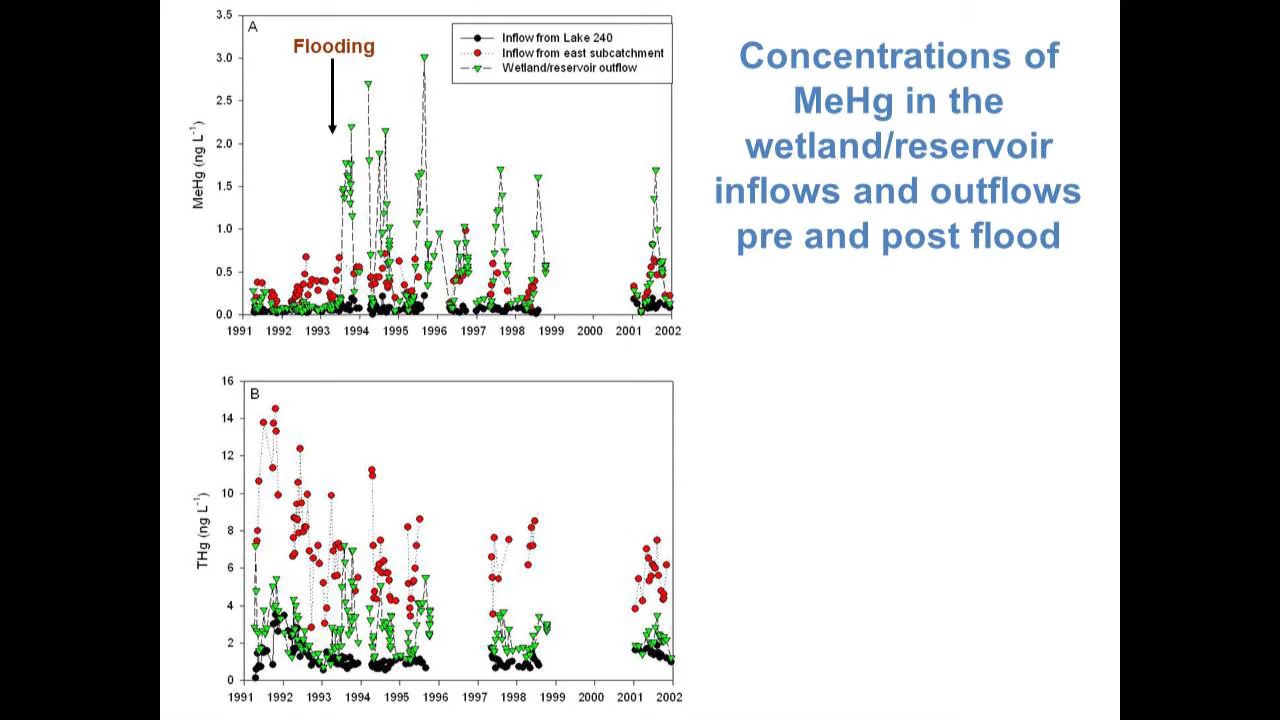 3.5
A
Flooding
Inflow from Lake 240
Inflow from east subcatchment
Wetland/reservoir outflow
3.0
2.5
2.0
1.5
1.0
0.5
0.0
MeHg (ng L⁻¹)
1991 1992 1993 1994 1995 1996 1997 1998 1999 2000 2001 2002
Concentrations of
MeHg in the
wetland/reservoir
inflows and outflows
pre and post flood
16
B
14
12
10
8
6
4
2
0
THg (ng L⁻¹)
1991 1992 1993 1994 1995 1996 1997 1998 1999 2000 2001 2002